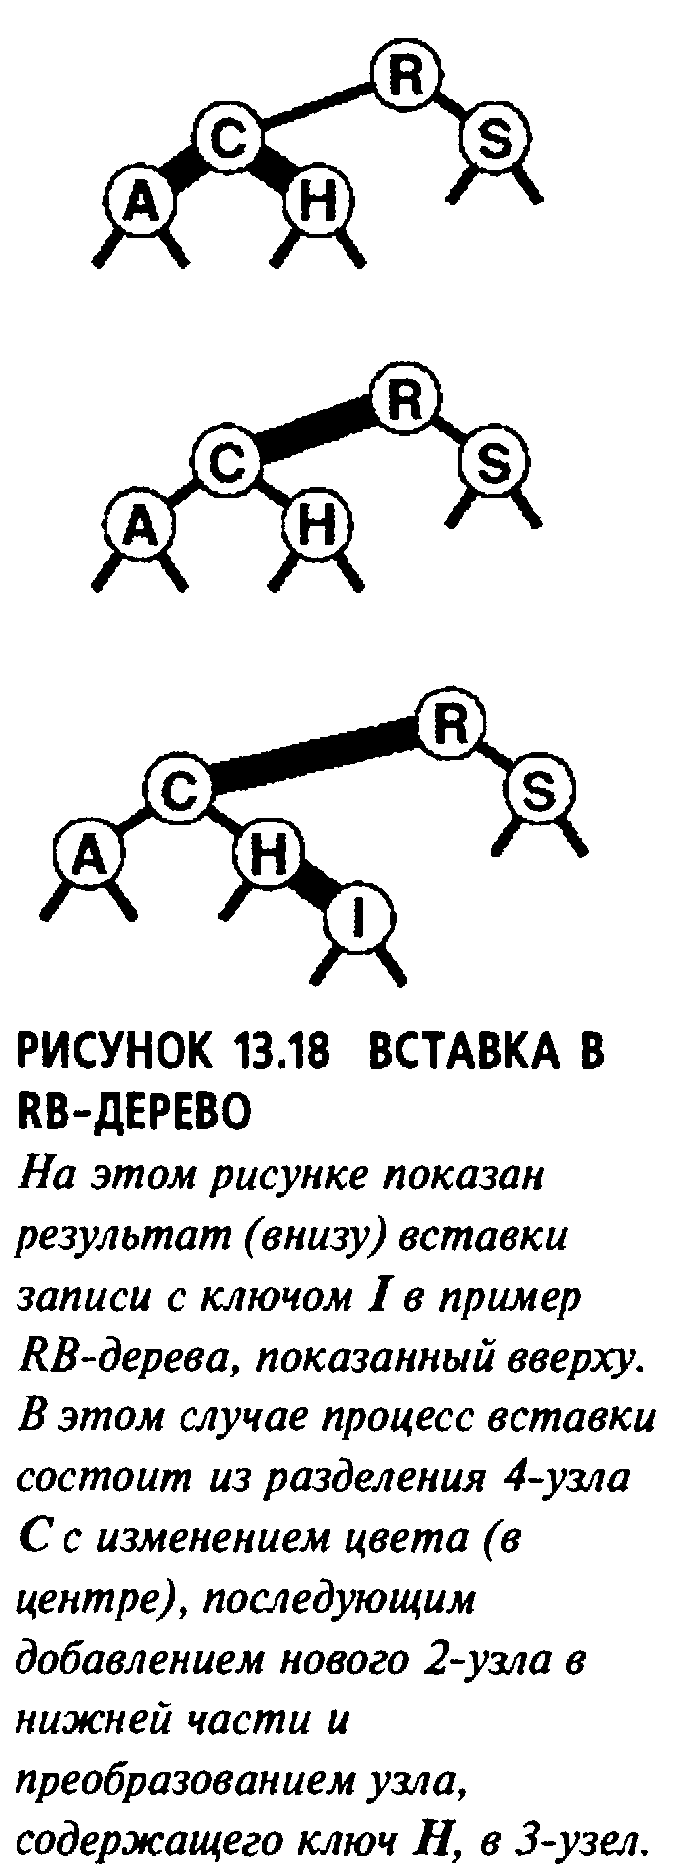 R
C
S
A
H
R
C
S
A
H
R
C
S
A
H
I
РИСУНОК 13.18 ВСТАВКА В
RB-ДЕРЕВО
На этом рисунке показан
результат (внизу) вставки
записи с ключом I в пример
RB-дерева, показанный вверху.
В этом случае процесс вставки
состоит из разделения 4-узла
С с изменением цвета (в
центре), последующим
добавлением нового 2-узла в
нижней части и
преобразованием узла,
содержащего ключ H, в 3-узел.